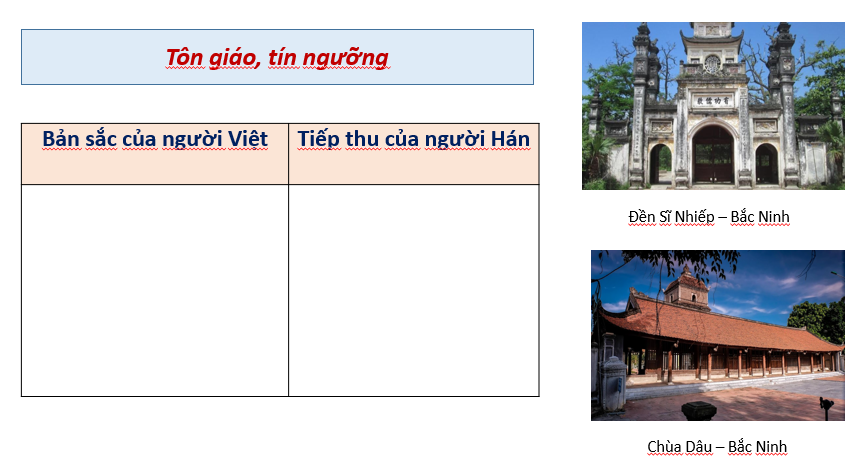 Tôn giáo, tín ngưỡng
Bản sắc của người Việt
Tiếp thu của người Hán
Đền Sĩ Nhiếp – Bắc Ninh
Chùa Dâu – Bắc Ninh